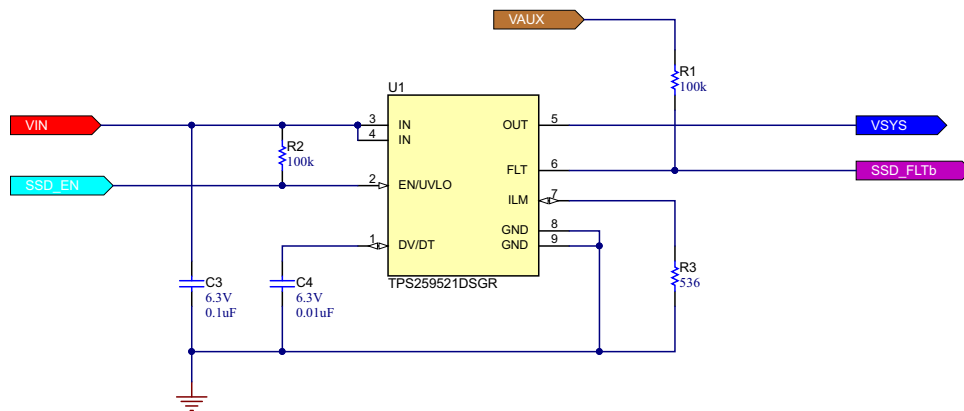 VAUX
R1
100k
U1
VIN
3
IN
4
IN
OUT
5
VSYS
R2
100k
FLT
6
SSD_FLTb
SSD_EN
2
EN/UVLO
ILM
7
GND
8
GND
9
1
DV/DT
TPS259521DSGR
C3
6.3V
0.1uF
C4
6.3V
0.01uF
R3
536